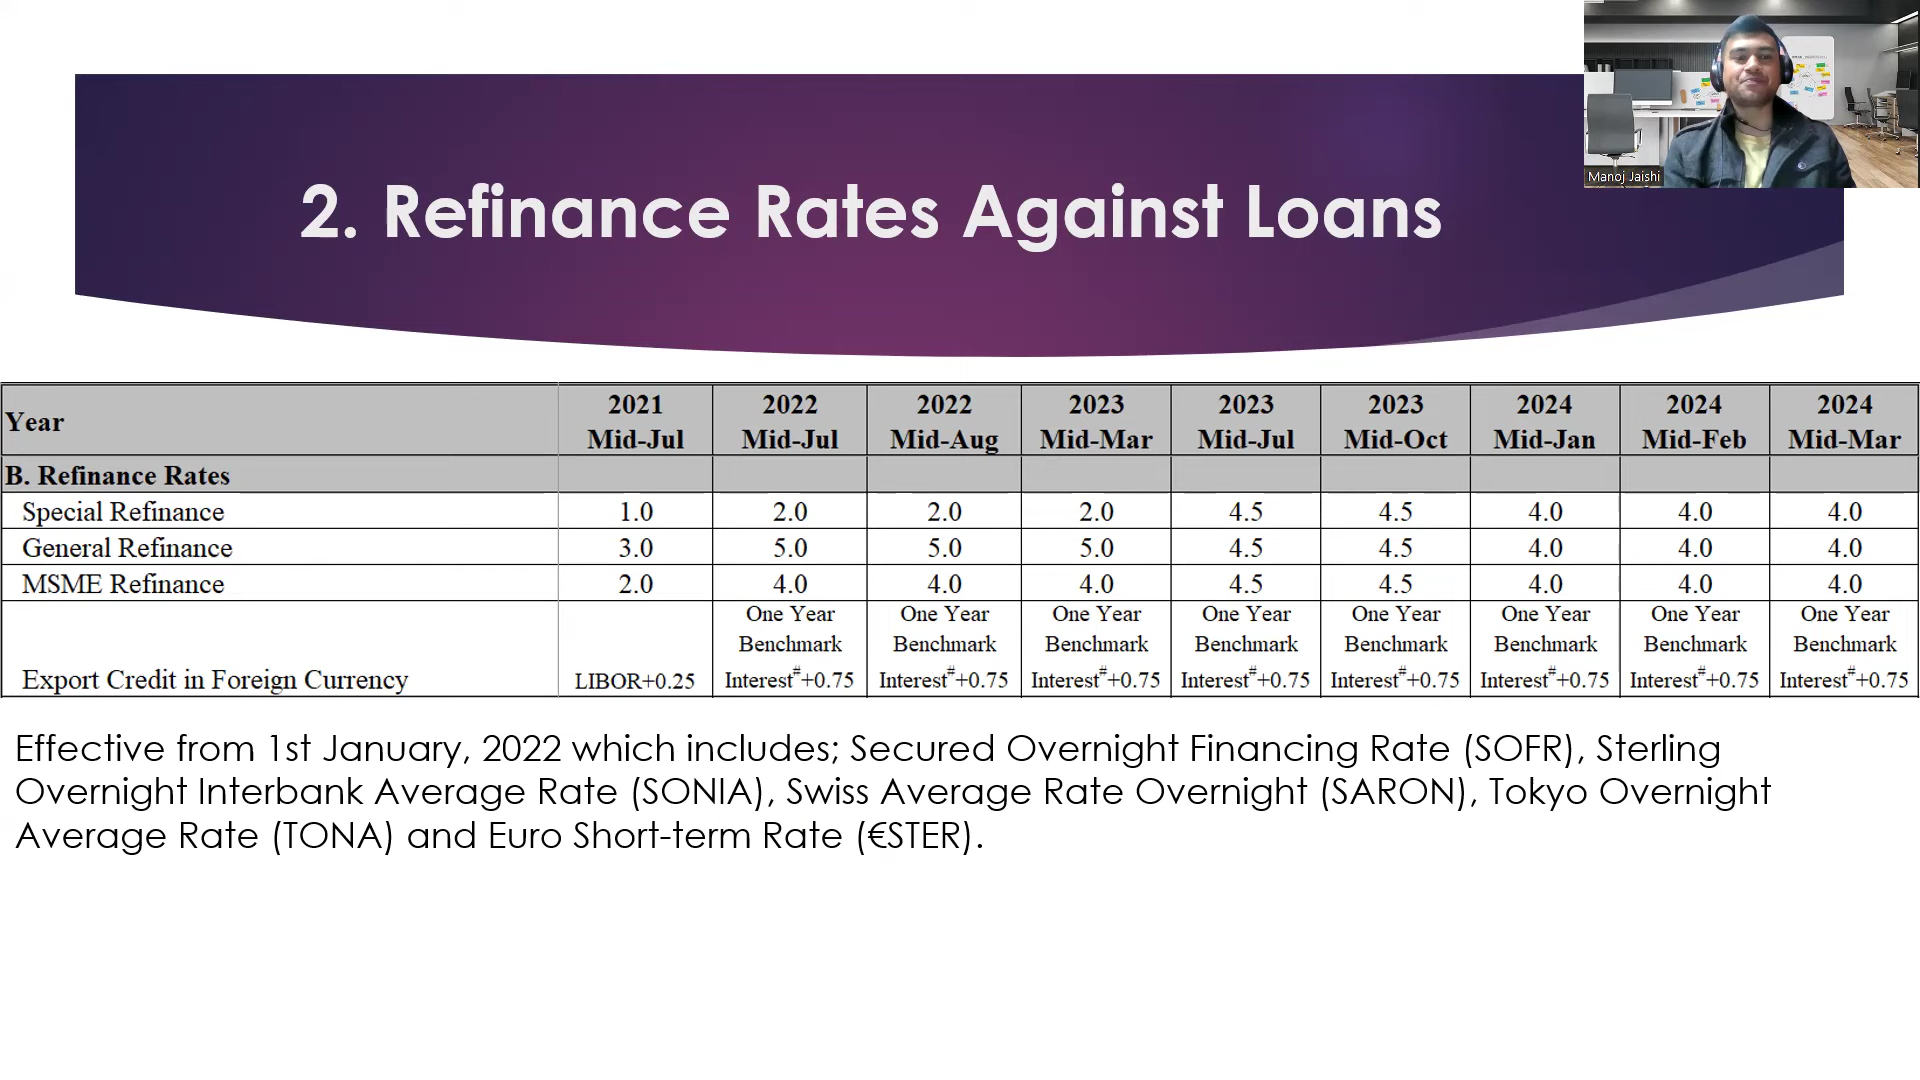 Manoj Jaishi
2. Refinance Rates Against Loans
Year 2021 Mid-Jul 2022 Mid-Jul 2022 Mid-Aug 2023 Mid-Mar 2023 Mid-Jul 2023 Mid-Oct 2024 Mid-Jan 2024 Mid-Feb 2024 Mid-Mar
B. Refinance Rates
Special Refinance 1.0 2.0 2.0 2.0 4.5 4.5 4.0 4.0 4.0
General Refinance 3.0 5.0 5.0 5.0 4.5 4.5 4.0 4.0 4.0
MSME Refinance 2.0 4.0 4.0 4.0 4.5 4.5 4.0 4.0 4.0
Export Credit in Foreign Currency LIBOR+0.25 One Year Benchmark Interest#+0.75 One Year Benchmark Interest#+0.75 One Year Benchmark Interest#+0.75 One Year Benchmark Interest#+0.75 One Year Benchmark Interest#+0.75 One Year Benchmark Interest#+0.75 One Year Benchmark Interest#+0.75 One Year Benchmark Interest#+0.75
Effective from 1st January, 2022 which includes; Secured Overnight Financing Rate (SOFR), Sterling
Overnight Interbank Average Rate (SONIA), Swiss Average Rate Overnight (SARON), Tokyo Overnight
Average Rate (TONA) and Euro Short-term Rate (€STER).